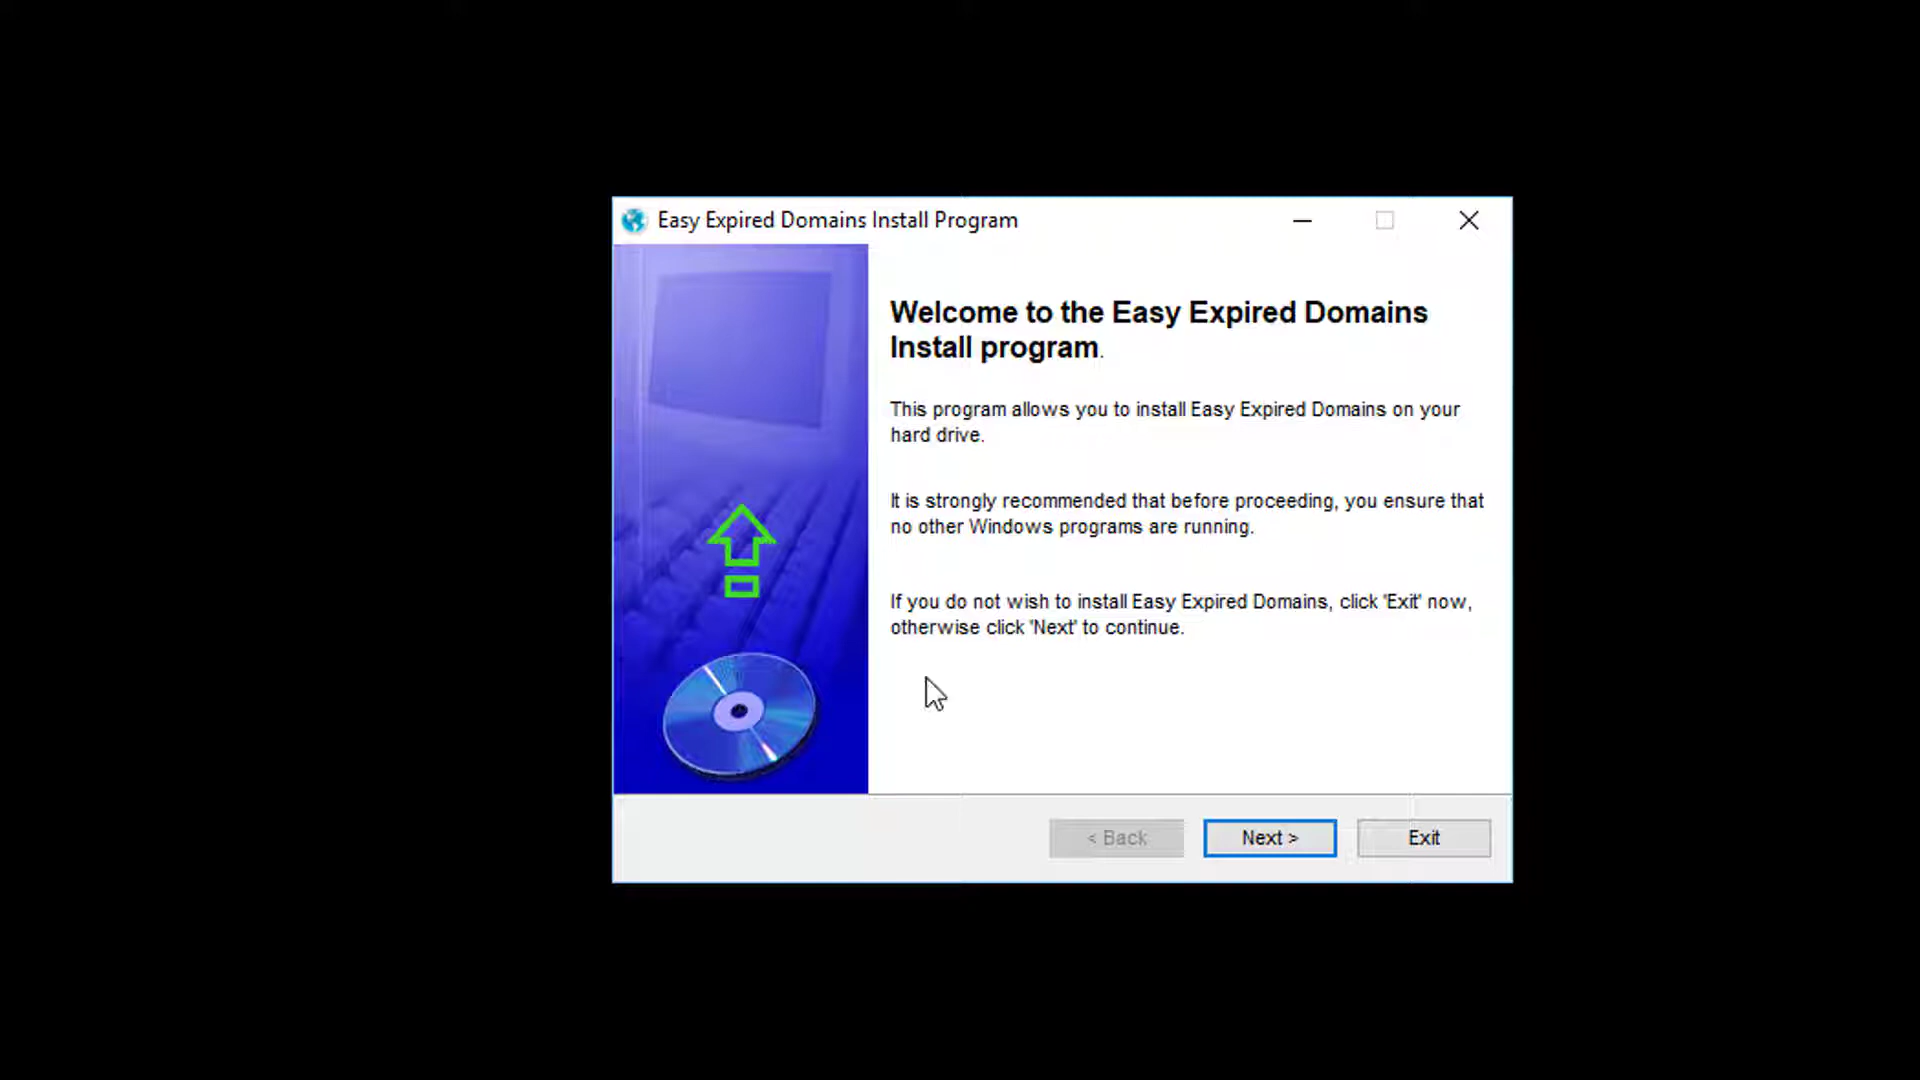 Easy Expired Domains Install Program
Welcome to the Easy Expired Domains
Install program.
This program allows you to install Easy Expired Domains on your
hard drive.
It is strongly recommended that before proceeding, you ensure that
no other Windows programs are running.
If you do not wish to install Easy Expired Domains, click 'Exit' now,
otherwise click 'Next' to continue.
< Back
Next >
Exit